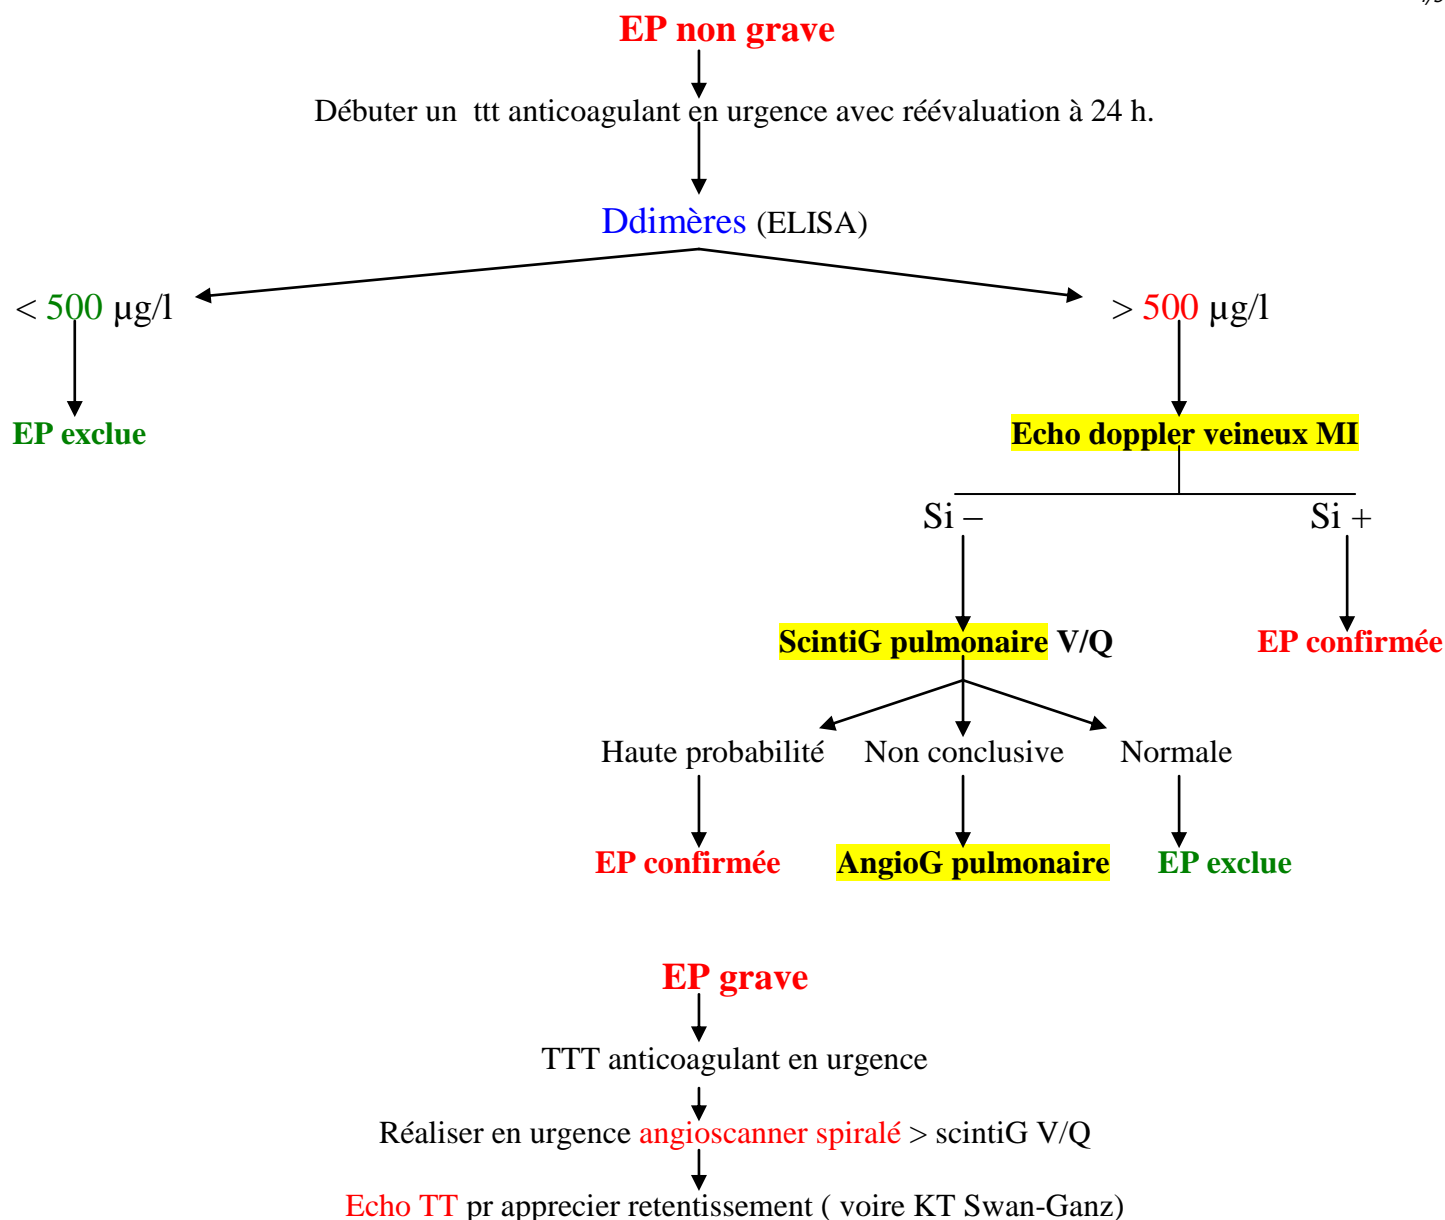 EP non grave
Débuter un ttt anticoagulant en urgence avec réévaluation à 24 h.
Ddimères (ELISA)
< 500 µg/l > 500 µg/l
EP exclue Echo doppler veineux MI
Si – Si +
ScintiG pulmonaire V/Q EP confirmée
Haute probabilité Non conclusive Normale
EP confirmée AngioG pulmonaire EP exclue
EP grave
TTT anticoagulant en urgence
Réaliser en urgence angioscanner spiralé > scintiG V/Q
Echo TT pr apprecier retentissement ( voire KT Swan-Ganz)